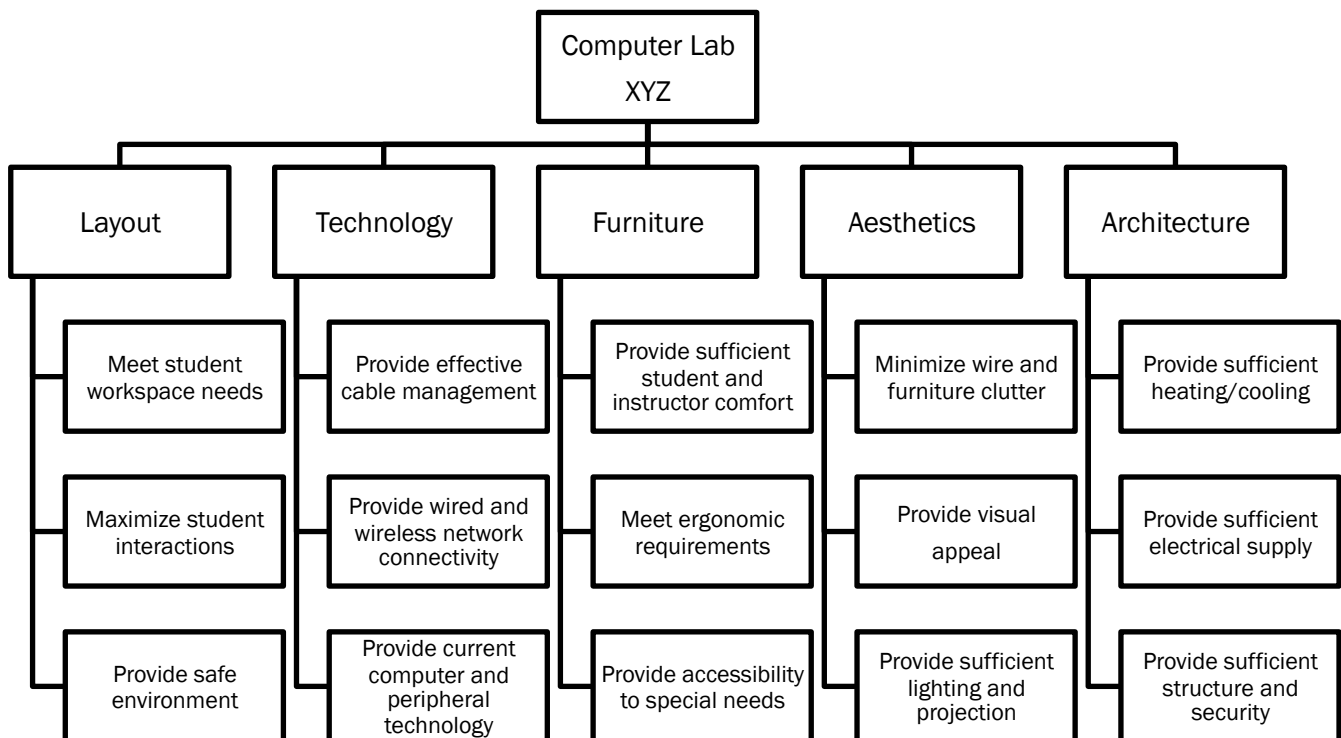 Computer Lab
XYZ
Layout
Technology
Furniture
Aesthetics
Architecture
Meet student
workspace needs
Provide effective
cable management
Provide sufficient
student and
instructor comfort
Minimize wire and
furniture clutter
Provide sufficient
heating/cooling
Maximize student
interactions
Provide wired and
wireless network
connectivity
Meet ergonomic
requirements
Provide visual
appeal
Provide sufficient
electrical supply
Provide safe
environment
Provide current
computer and
peripheral
technology
Provide accessibility
to special needs
Provide sufficient
lighting and
projection
Provide sufficient
structure and
security